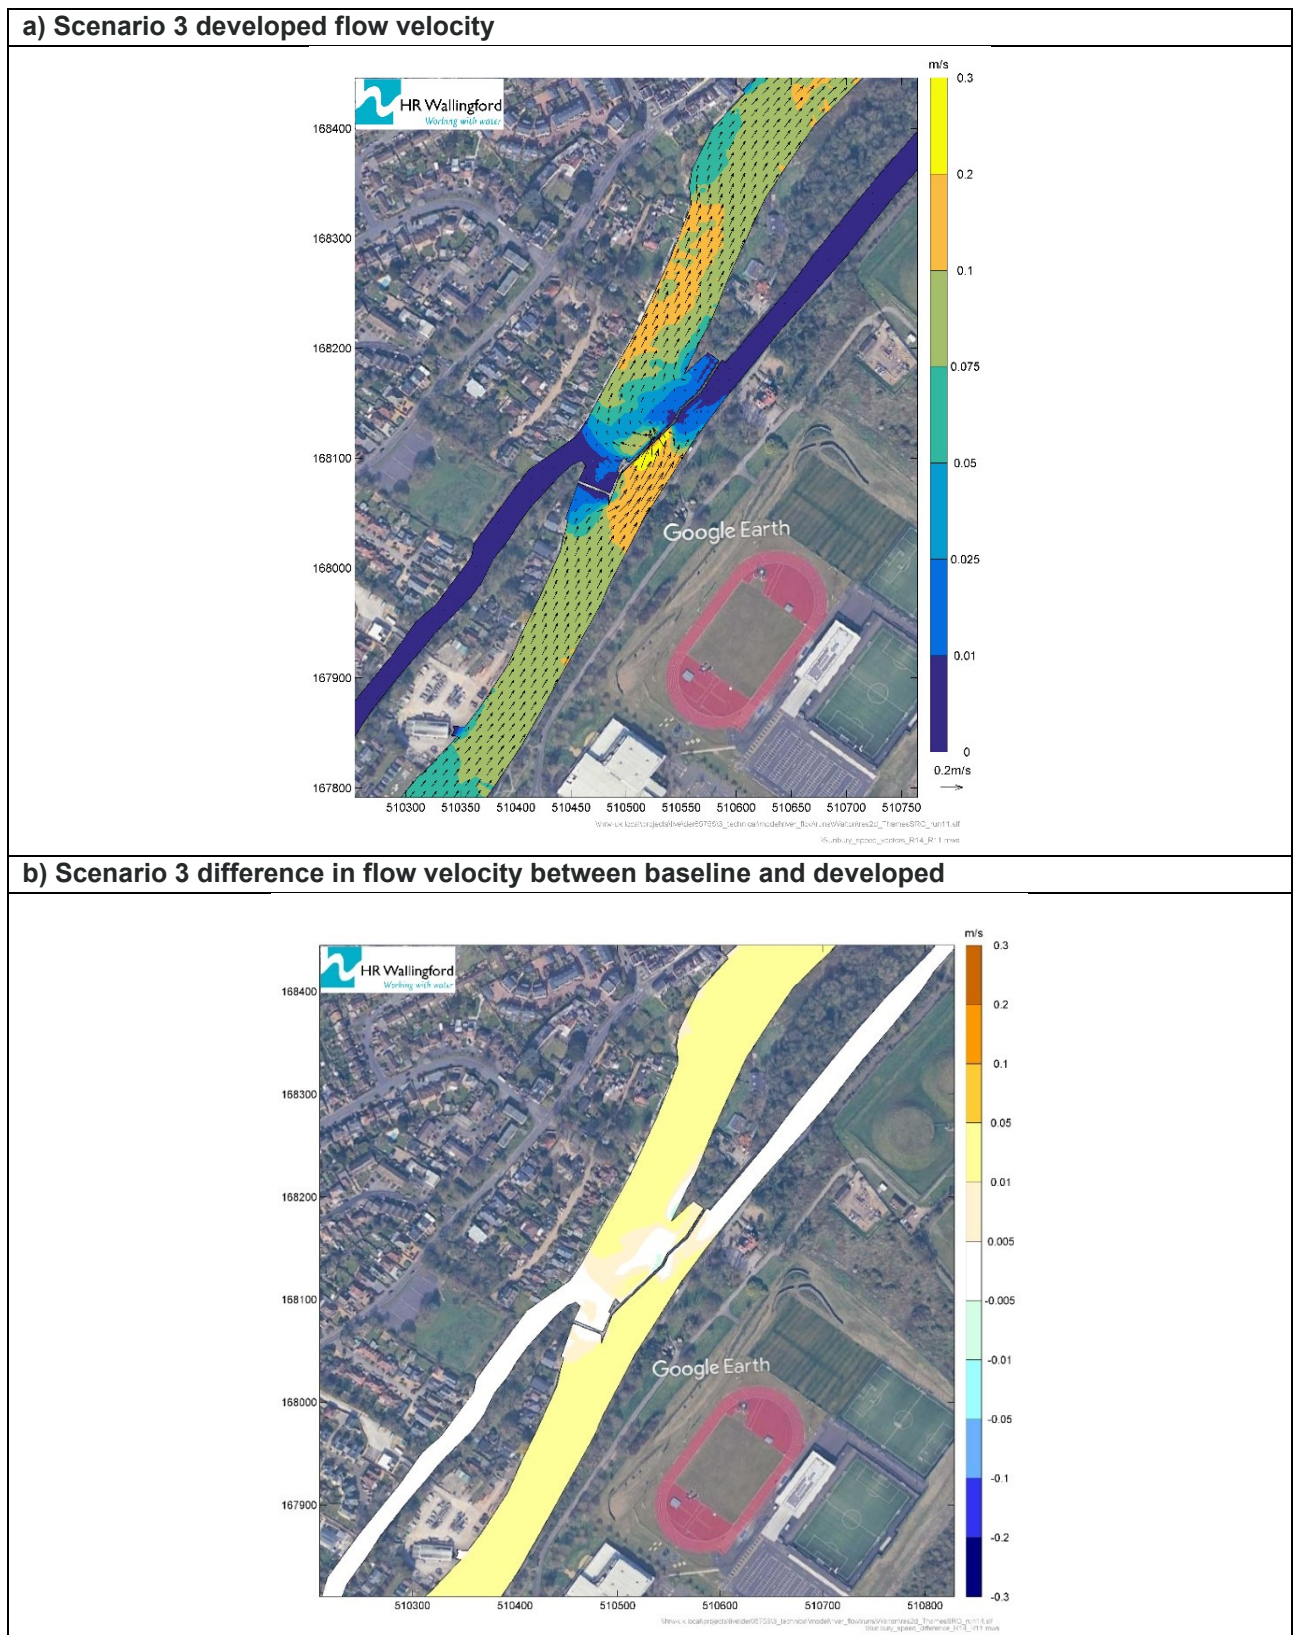 a) Scenario 3 developed flow velocity
HR Wallingford
Working with water
m/s
0.3
0.2
0.1
0.075
0.05
0.025
0.01
0
0.2m/s
168400
168300
168200
168100
168000
167900
167800
510300 510350 510400 510450 510500 510550 510600 510650 510700 510750
Google Earth
b) Scenario 3 difference in flow velocity between baseline and developed
HR Wallingford
Working with water
m/s
0.3
0.2
0.1
0.05
0.01
0.005
-0.005
-0.01
-0.05
-0.1
-0.2
-0.3
168400
168300
168200
168100
168000
167900
510300 510400 510500 510600 510700 510800
Google Earth